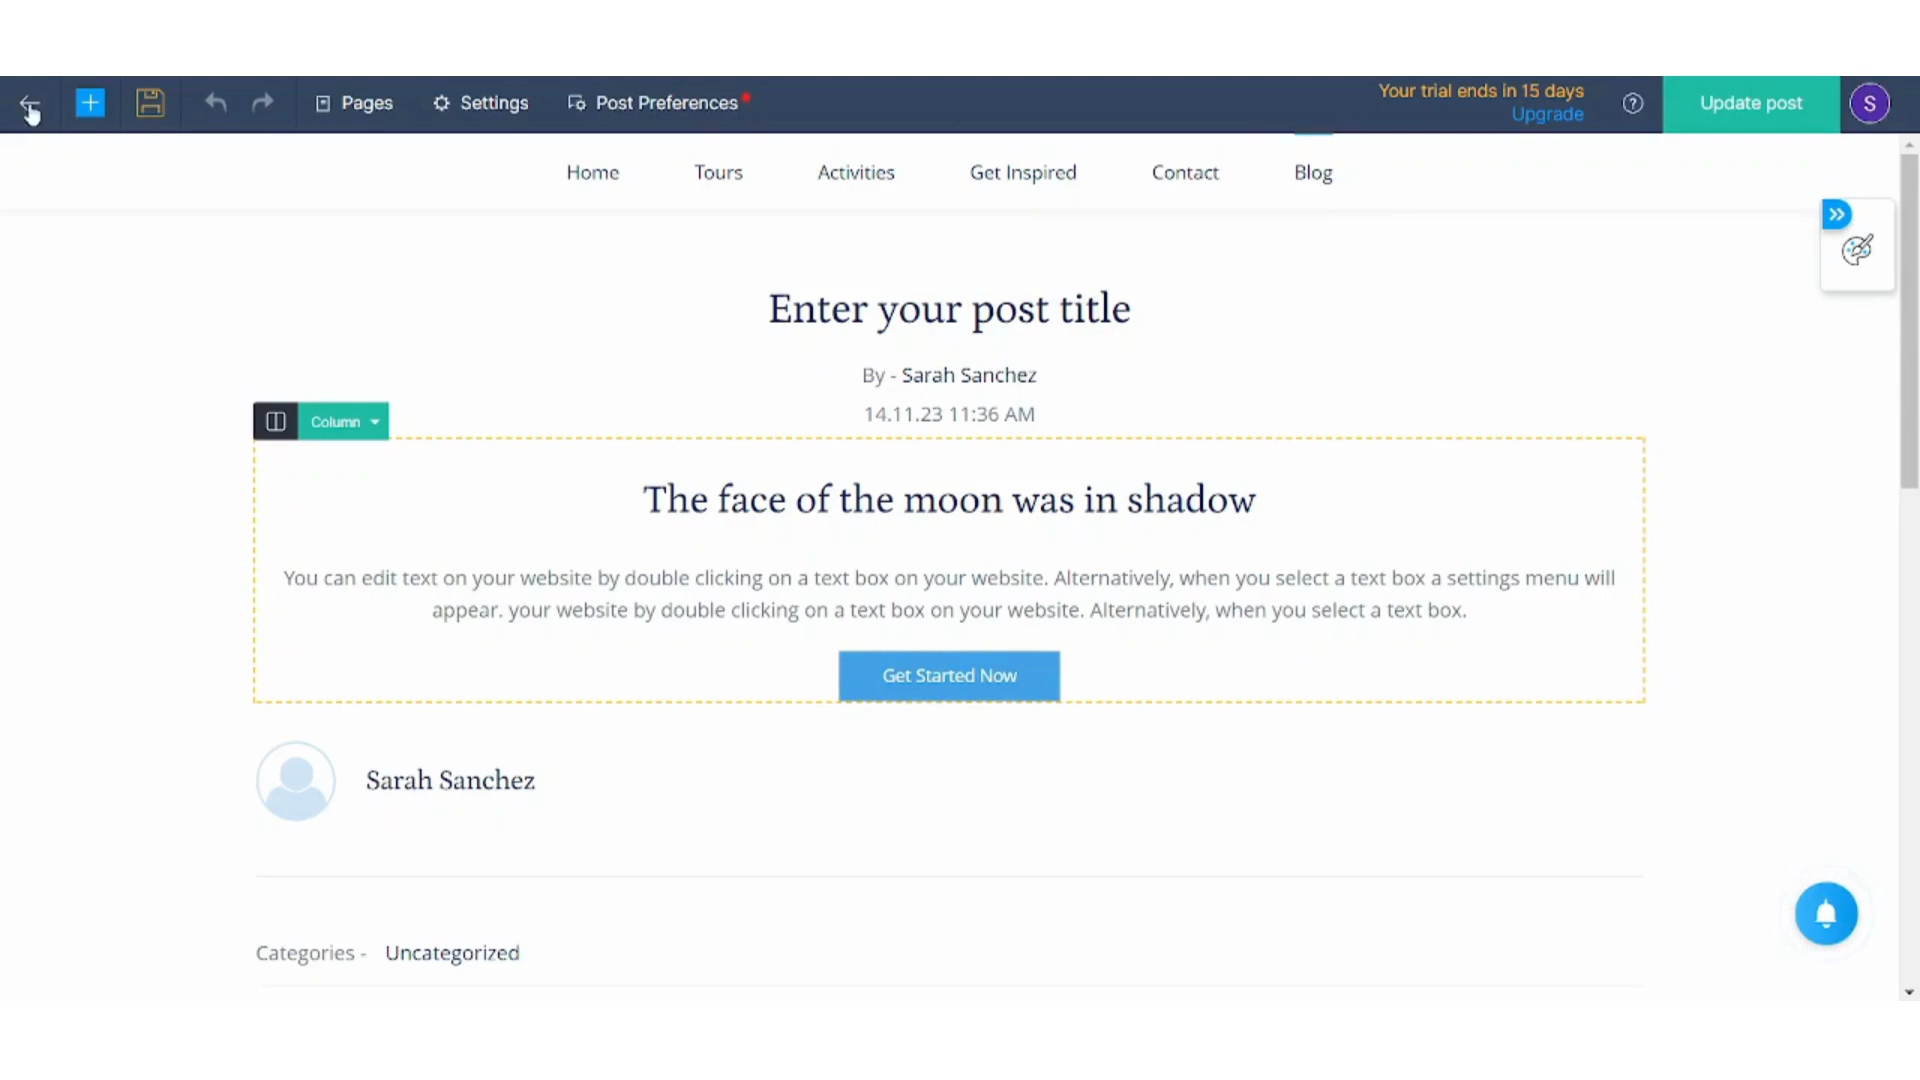 Pages Settings Post Preferences Your trial ends in 15 days
Upgrade Update post S
Home Tours Activities Get Inspired Contact Blog
Enter your post title
By - Sarah Sanchez
14.11.23 11:36 AM
Column
The face of the moon was in shadow
You can edit text on your website by double clicking on a text box on your website. Alternatively, when you select a text box a settings menu will
appear. your website by double clicking on a text box on your website. Alternatively, when you select a text box.
Get Started Now
Sarah Sanchez
Categories - Uncategorized